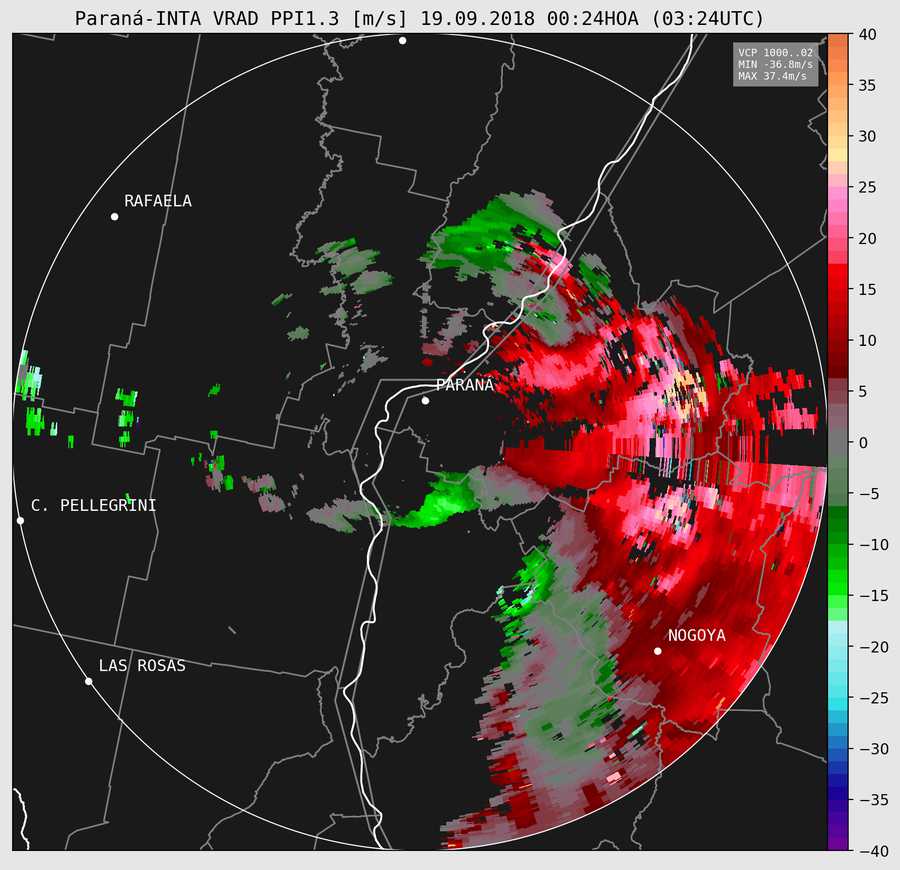 Paraná-INTA VRAD PPI1.3 [m/s] 19.09.2018 00:24HOA (03:24UTC)
VCP 1000..02
MIN -36.8m/s
MAX 37.4m/s
RAFAELA
PARANA
C. PELLEGRINI
NOGOYA
LAS ROSAS
40
35
30
25
20
15
10
5
0
−5
−10
−15
−20
−25
−30
−35
−40